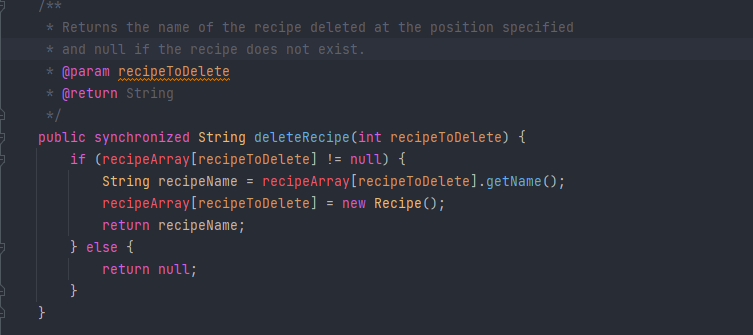 /**
 * Returns the name of the recipe deleted at the position specified
 * and null if the recipe does not exist.
 * @param recipeToDelete
 * @return String
 */
public synchronized String deleteRecipe(int recipeToDelete) {
    if (recipeArray[recipeToDelete] != null) {
        String recipeName = recipeArray[recipeToDelete].getName();
        recipeArray[recipeToDelete] = new Recipe();
        return recipeName;
    } else {
        return null;
    }
}